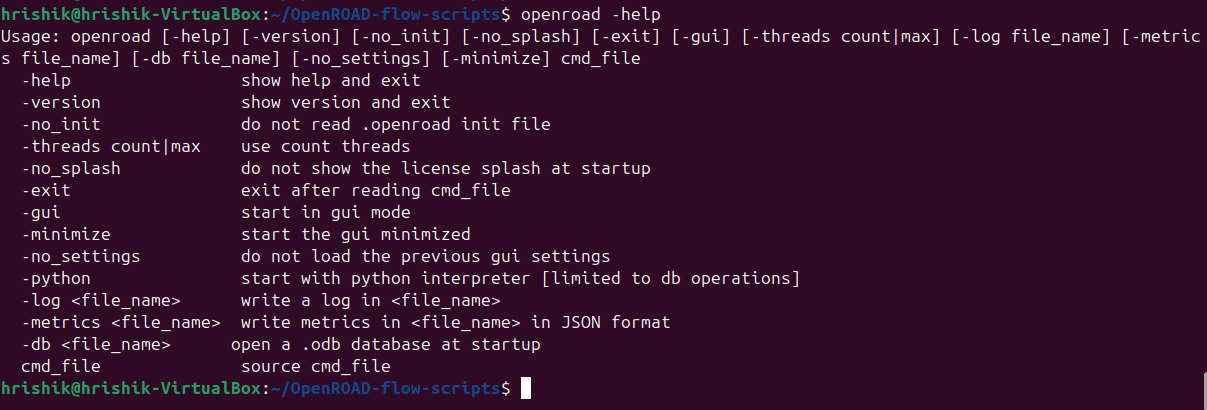 hrishik@hrishik-VirtualBox:~/OpenROAD-flow-scripts$ openroad -help
Usage: openroad [-help] [-version] [-no_init] [-no_splash] [-exit] [-gui] [-threads count|max] [-log file_name] [-metric
s file_name] [-db file_name] [-no_settings] [-minimize] cmd_file
  -help                 show help and exit
  -version              show version and exit
  -no_init              do not read .openroad init file
  -threads count|max    use count threads
  -no_splash            do not show the license splash at startup
  -exit                 exit after reading cmd_file
  -gui                  start in gui mode
  -minimize             start the gui minimized
  -no_settings          do not load the previous gui settings
  -python               start with python interpreter [limited to db operations]
  -log <file_name>      write a log in <file_name>
  -metrics <file_name>  write metrics in <file_name> in JSON format
  -db <file_name>      open a .odb database at startup
  cmd_file              source cmd_file
hrishik@hrishik-VirtualBox:~/OpenROAD-flow-scripts$